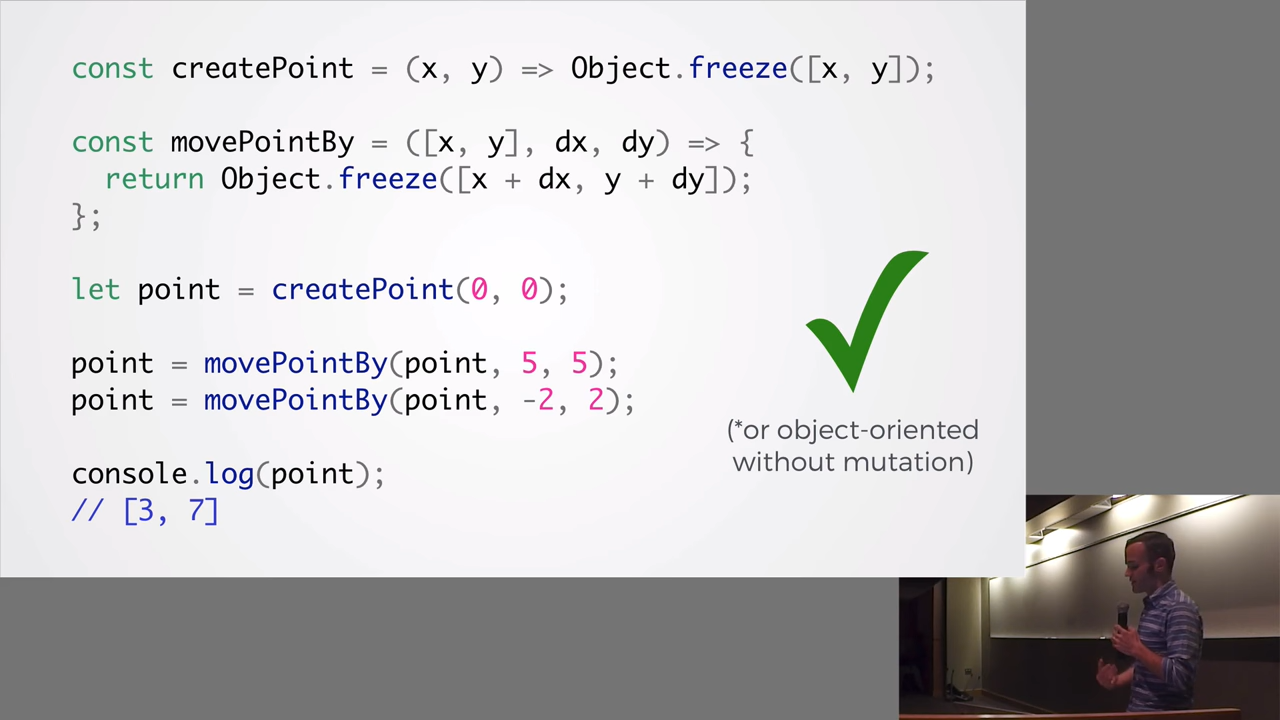 const createPoint = (x, y) => Object.freeze([x, y]);
const movePointBy = ([x, y], dx, dy) => {
return Object.freeze([x + dx, y + dy]);
};
let point = createPoint(0, 0);
point = movePointBy(point, 5, 5);
point = movePointBy(point, -2, 2);
console.log(point);
// [3, 7]
(*or object-oriented
without mutation)